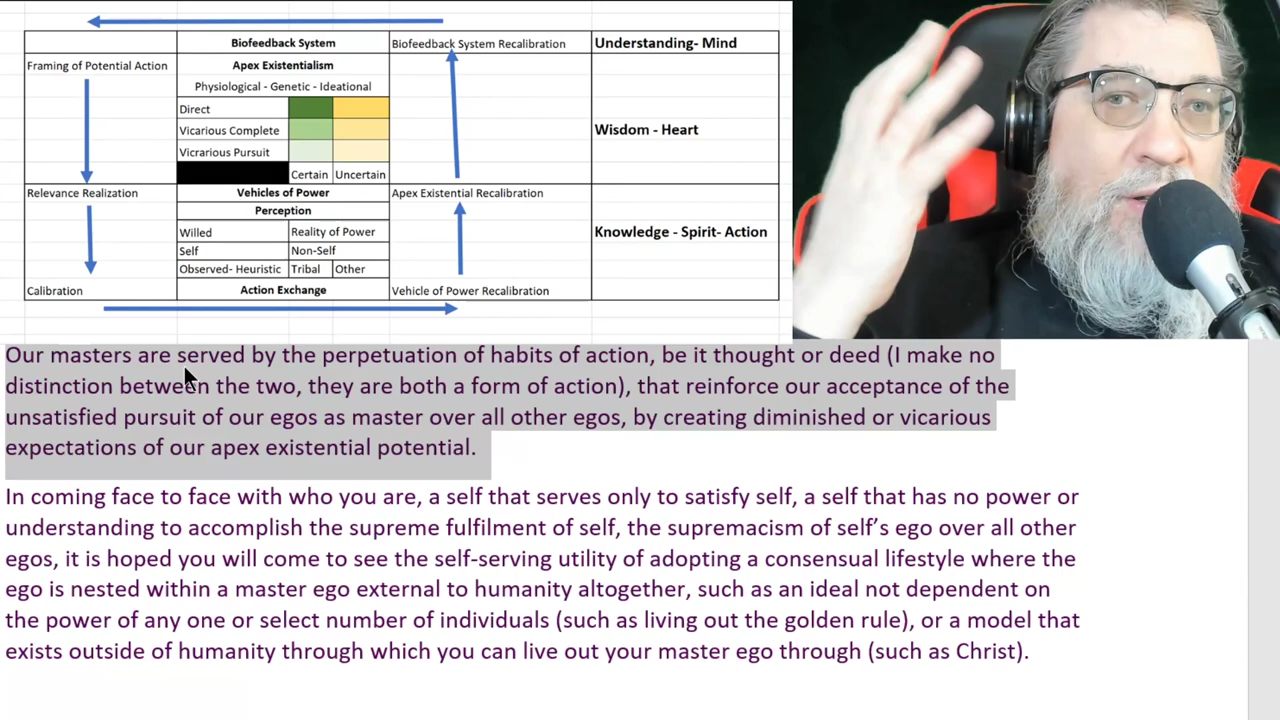 Biofeedback System Biofeedback System Recalibration Understanding- Mind
Framing of Potential Action Apex Existentialism
Physiological - Genetic - Ideational
Direct
Vicarious Complete Wisdom - Heart
Vicrarious Pursuit
Certain Uncertain
Relevance Realization Vehicles of Power Apex Existential Recalibration
Perception
Willed Reality of Power Knowledge - Spirit- Action
Self Non-Self
Observed- Heuristic Tribal Other
Calibration Action Exchange Vehicle of Power Recalibration
Our masters are served by the perpetuation of habits of action, be it thought or deed (I make no
distinction between the two, they are both a form of action), that reinforce our acceptance of the
unsatisfied pursuit of our egos as master over all other egos, by creating diminished or vicarious
expectations of our apex existential potential.
In coming face to face with who you are, a self that serves only to satisfy self, a self that has no power or
understanding to accomplish the supreme fulfilment of self, the supremacism of self’s ego over all other
egos, it is hoped you will come to see the self-serving utility of adopting a consensual lifestyle where the
ego is nested within a master ego external to humanity altogether, such as an ideal not dependent on
the power of any one or select number of individuals (such as living out the golden rule), or a model that
exists outside of humanity through which you can live out your master ego through (such as Christ).